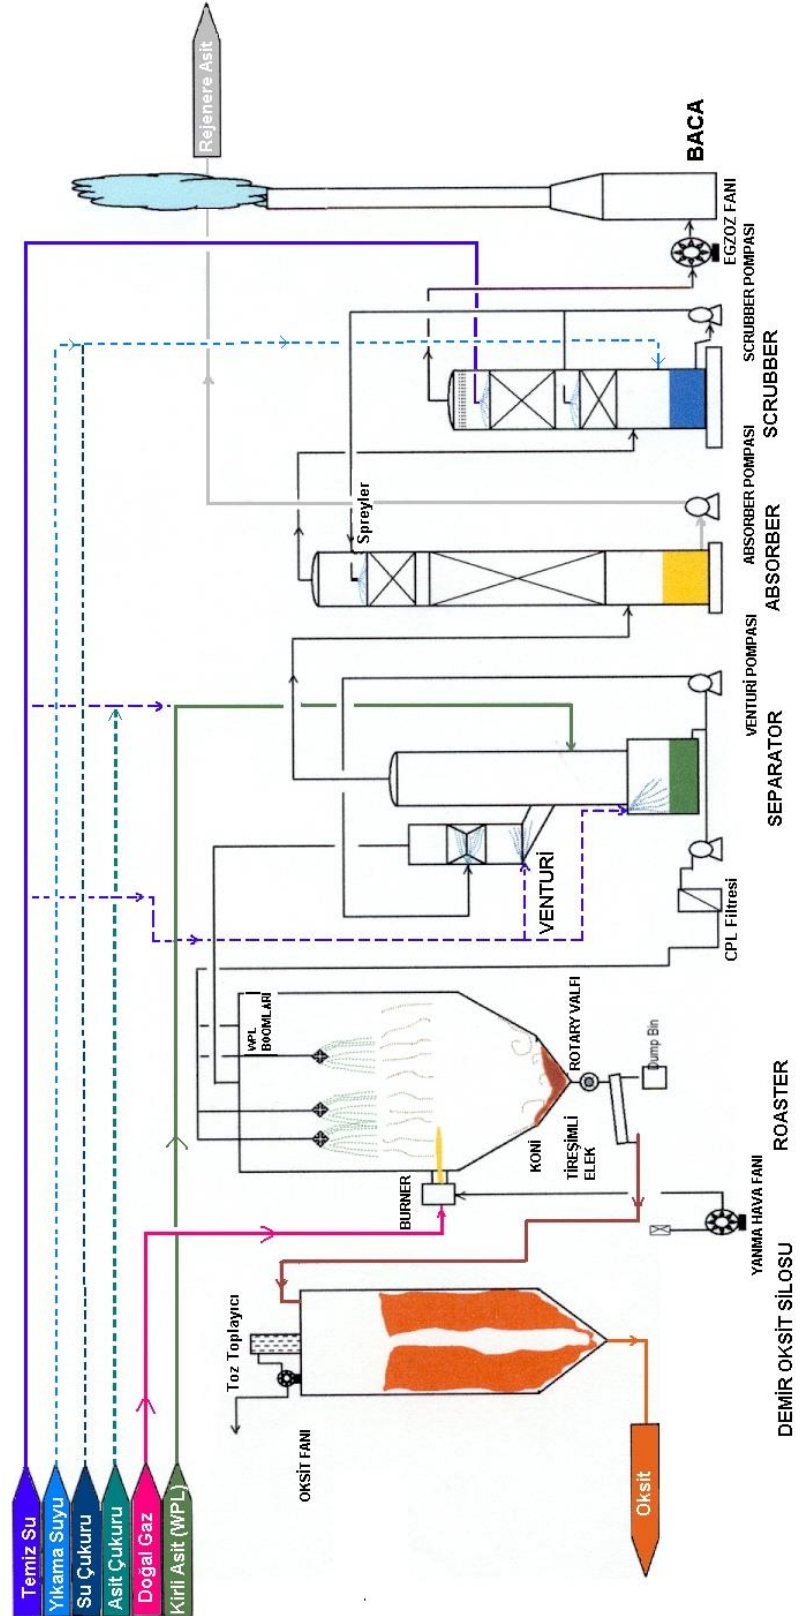 Temiz Su
Yıkama Suyu
Su Çukuru
Asit Çukuru
Doğal Gaz
Kirli Asit (WPL)
Rejenere Asit
Oksit
Toz Toplayıcı
OKSİT FANI
DEMİR OKSİT SİLOSU
BURNER
YANMA HAVA FANI
WPL
BOOMLARI
KONİ
TİREŞİMLİ
ELEK
ROTARY VALFI
Dump Bin
ROASTER
CPL Filtresi
VENTURİ
SEPARATOR
VENTURİ POMPASI
Spreyler
ABSORBER
ABSORBER POMPASI
SCRUBBER
SCRUBBER POMPASI
EGZOZ FANI
BACA